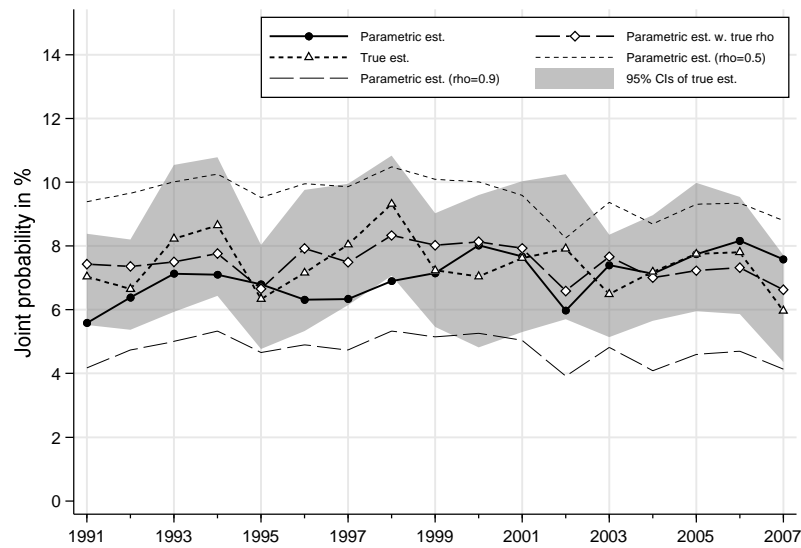 Parametric est.
Parametric est. w. true rho
True est.
Parametric est. (rho=0.5)
Parametric est. (rho=0.9)
95% CIs of true est.
Joint probability in %
14
12
10
8
6
4
2
0
1991 1993 1995 1997 1999 2001 2003 2005 2007